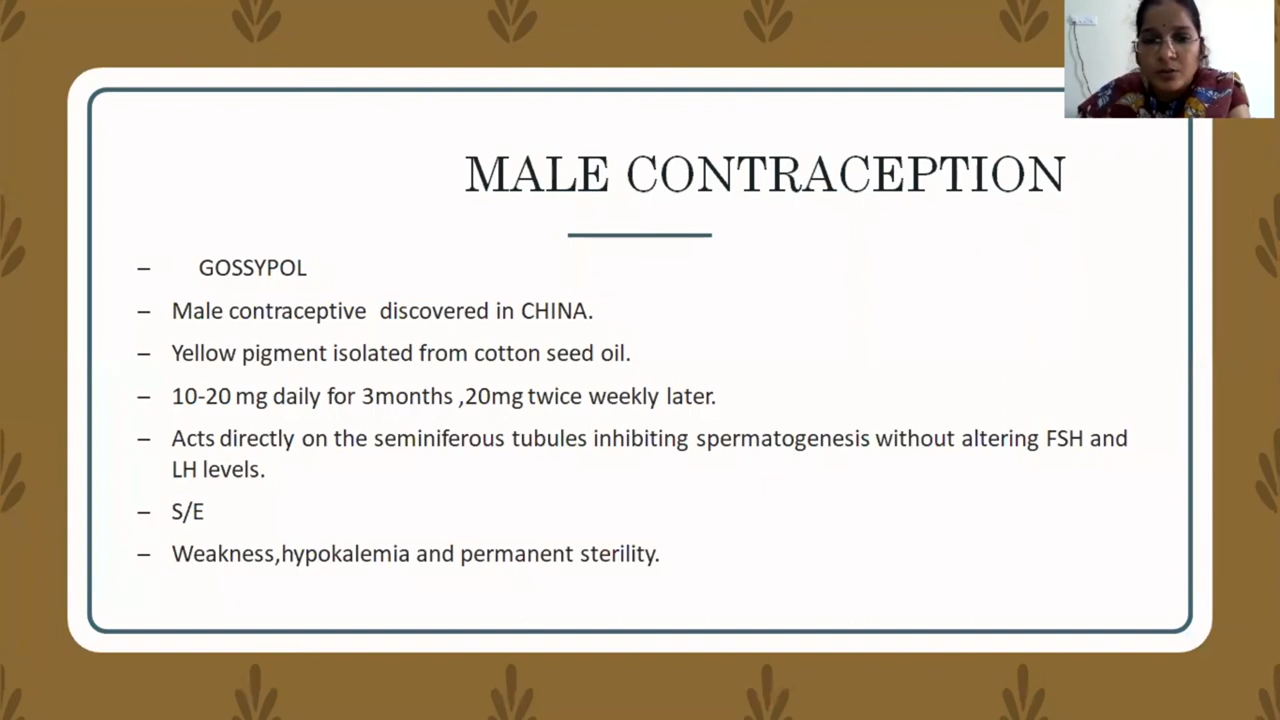 MALE CONTRACEPTION
– GOSSYPOL
– Male contraceptive discovered in CHINA.
– Yellow pigment isolated from cotton seed oil.
– 10-20 mg daily for 3months ,20mg twice weekly later.
– Acts directly on the seminiferous tubules inhibiting spermatogenesis without altering FSH and
LH levels.
– S/E
– Weakness,hypokalemia and permanent sterility.